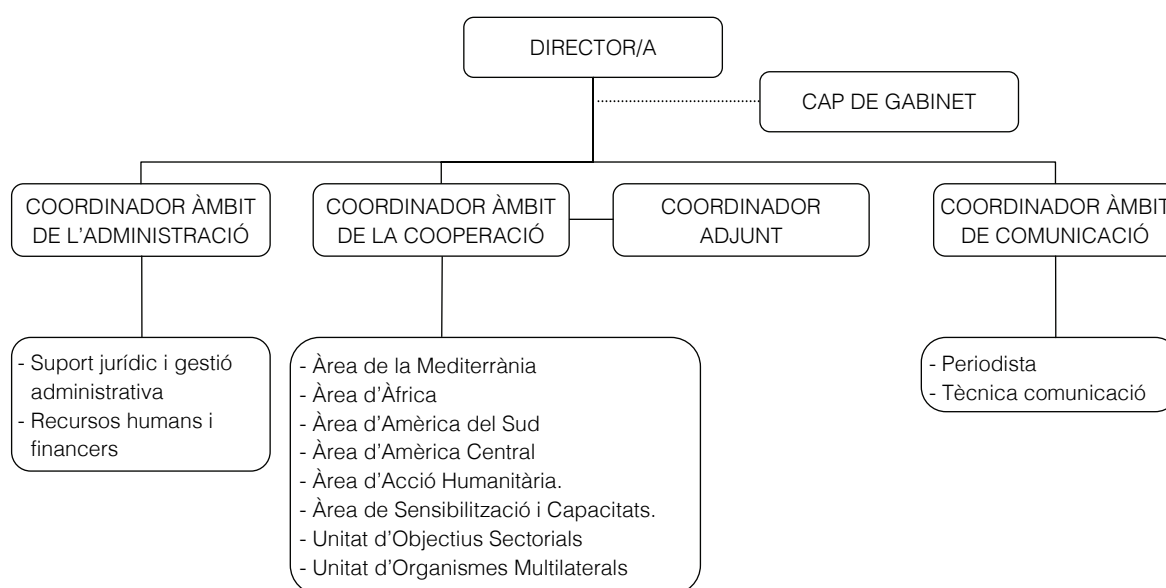 DIRECTOR/A
CAP DE GABINET
COORDINADOR ÀMBIT
DE L'ADMINISTRACIÓ
COORDINADOR ÀMBIT
DE LA COOPERACIÓ
COORDINADOR
ADJUNT
COORDINADOR ÀMBIT
DE COMUNICACIÓ
- Suport jurídic i gestió
administrativa
- Recursos humans i
financers
- Àrea de la Mediterrània
- Àrea d'Àfrica
- Àrea d'Amèrica del Sud
- Àrea d'Amèrica Central
- Àrea d'Acció Humanitària.
- Àrea de Sensibilització i Capacitats.
- Unitat d'Objectius Sectorials
- Unitat d'Organismes Multilaterals
- Periodista
- Tècnica comunicació